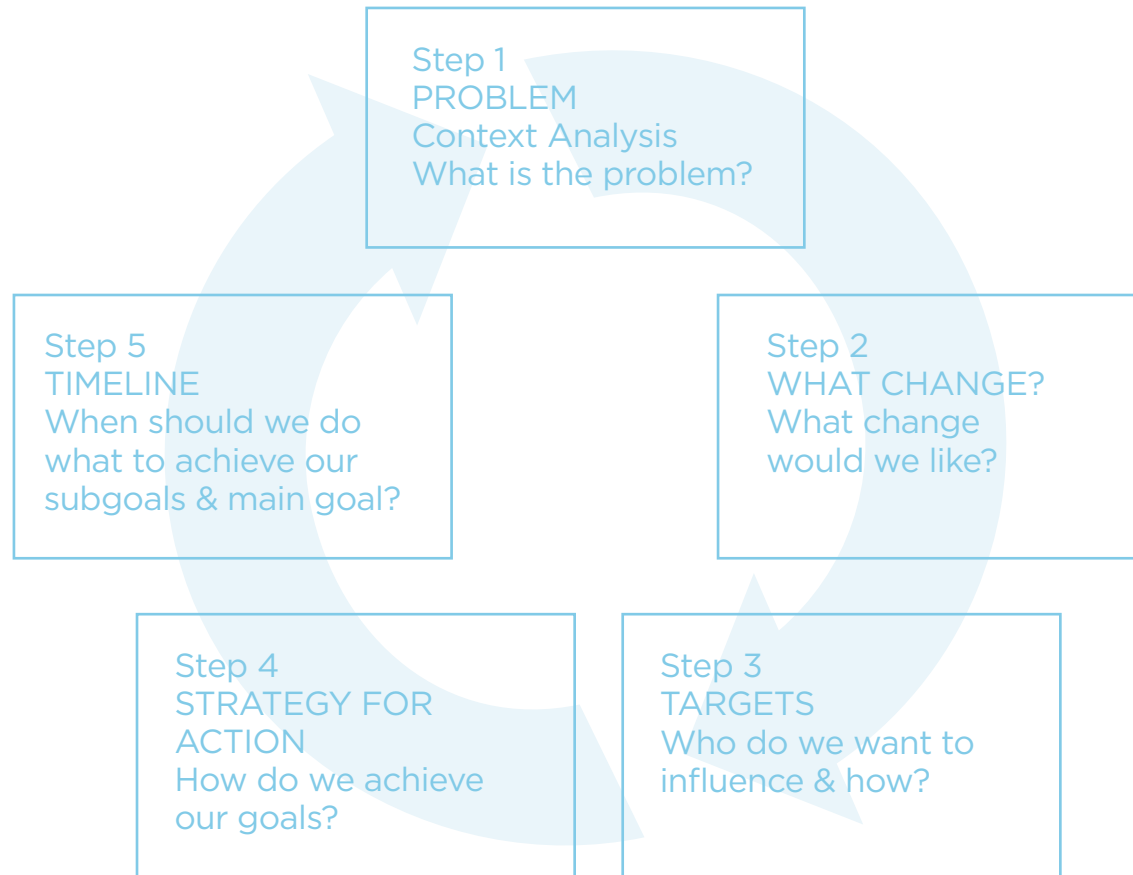 Step 1
PROBLEM
Context Analysis
What is the problem?
Step 2
WHAT CHANGE?
What change
would we like?
Step 3
TARGETS
Who do we want to
influence & how?
Step 4
STRATEGY FOR
ACTION
How do we achieve
our goals?
Step 5
TIMELINE
When should we do
what to achieve our
subgoals & main goal?